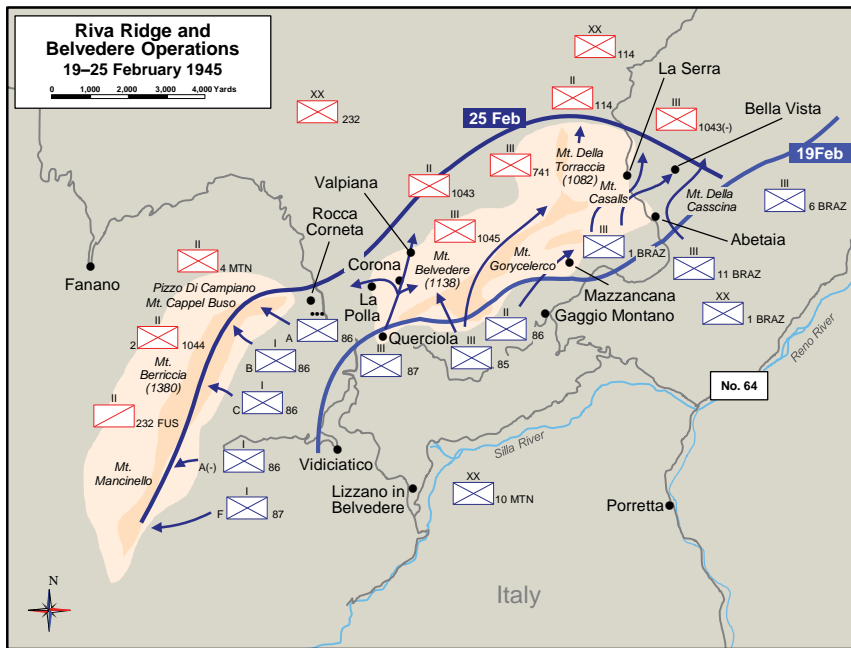 Riva Ridge and
Belvedere Operations
19–25 February 1945
0 1,000 2,000 3,000 4,000 Yards
XX
114
XX
232
II
114
La Serra
III
1043(-)
Bella Vista
25 Feb
19Feb
III
741
Mt. Della
Torraccia
(1082)
Mt.
Casalls
Mt. Della
Casscina
III
6 BRAZ
II
1043
Valpiana
Rocca
Corneta
III
1045
Mt.
Belvedere
(1138)
Mt.
Gorycelerco
III
1 BRAZ
Abetaia
III
11 BRAZ
XX
1 BRAZ
Mazzancana
Gaggio Montano
Fanano
II
4 MTN
Pizzo Di Campiano
Mt. Cappel Buso
Corona
La
Polla
Querciola
A
86
II
2
1044
Mt.
Berriccia
(1380)
I
B
86
III
87
III
85
II
86
I
C
86
II
232 FUS
I
A(-)
86
Mt.
Mancinello
I
F
87
Vidiciatico
Lizzano in
Belvedere
XX
10 MTN
Silla River
Reno River
No. 64
Porretta
Italy
N